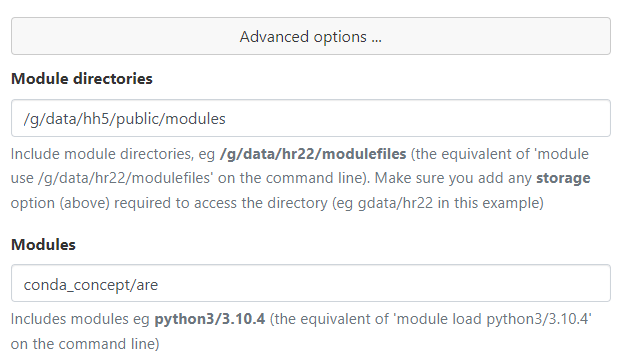 Advanced options ...
Module directories
/g/data/hh5/public/modules
Include module directories, eg /g/data/hr22/modulefiles (the equivalent of 'module
use /g/data/hr22/modulefiles' on the command line). Make sure you add any storage
option (above) required to access the directory (eg gdata/hr22 in this example)
Modules
conda_concept/are
Includes modules eg python3/3.10.4 (the equivalent of 'module load python3/3.10.4'
on the command line)